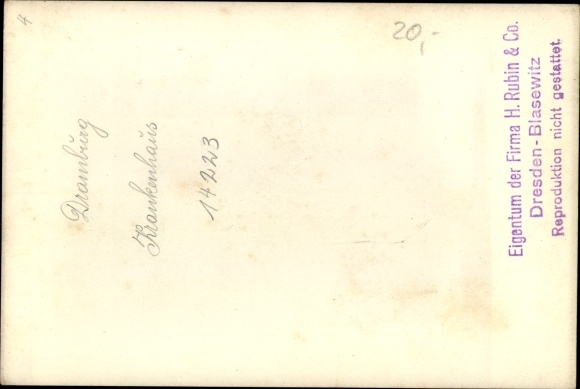 4
20,-
Dramburg
Krankenhaus
14223
Eigentum der Firma H. Rubin & Co.
Dresden-Blasewitz
Reproduktion nicht gestattet.